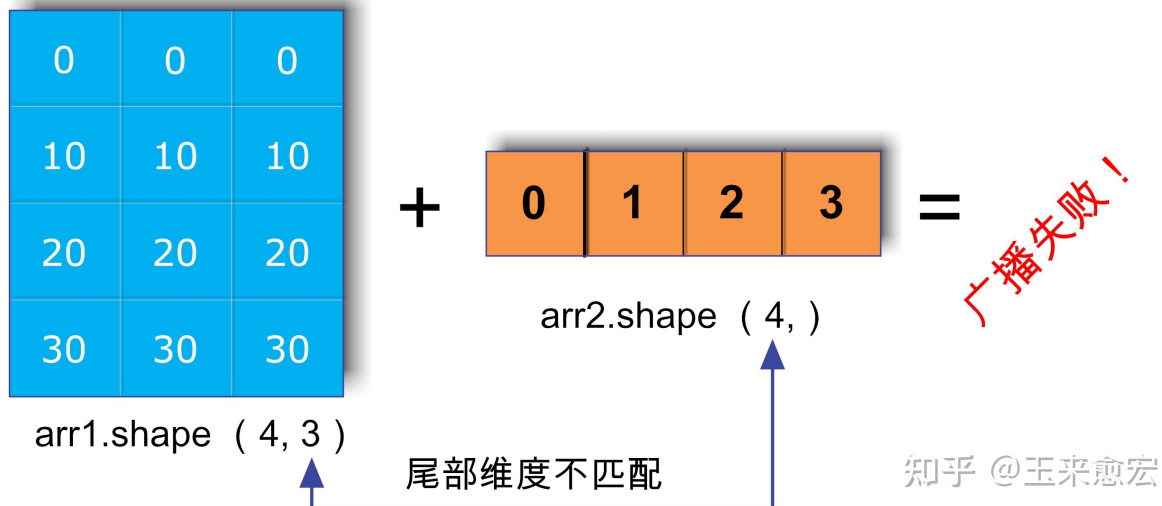 0 0 0
10 10 10
20 20 20
30 30 30
+
0 1 2 3
=
广播失败！
arr2.shape （4, ）
arr1.shape （4, 3）
尾部维度不匹配
知乎 @玉来愈宏